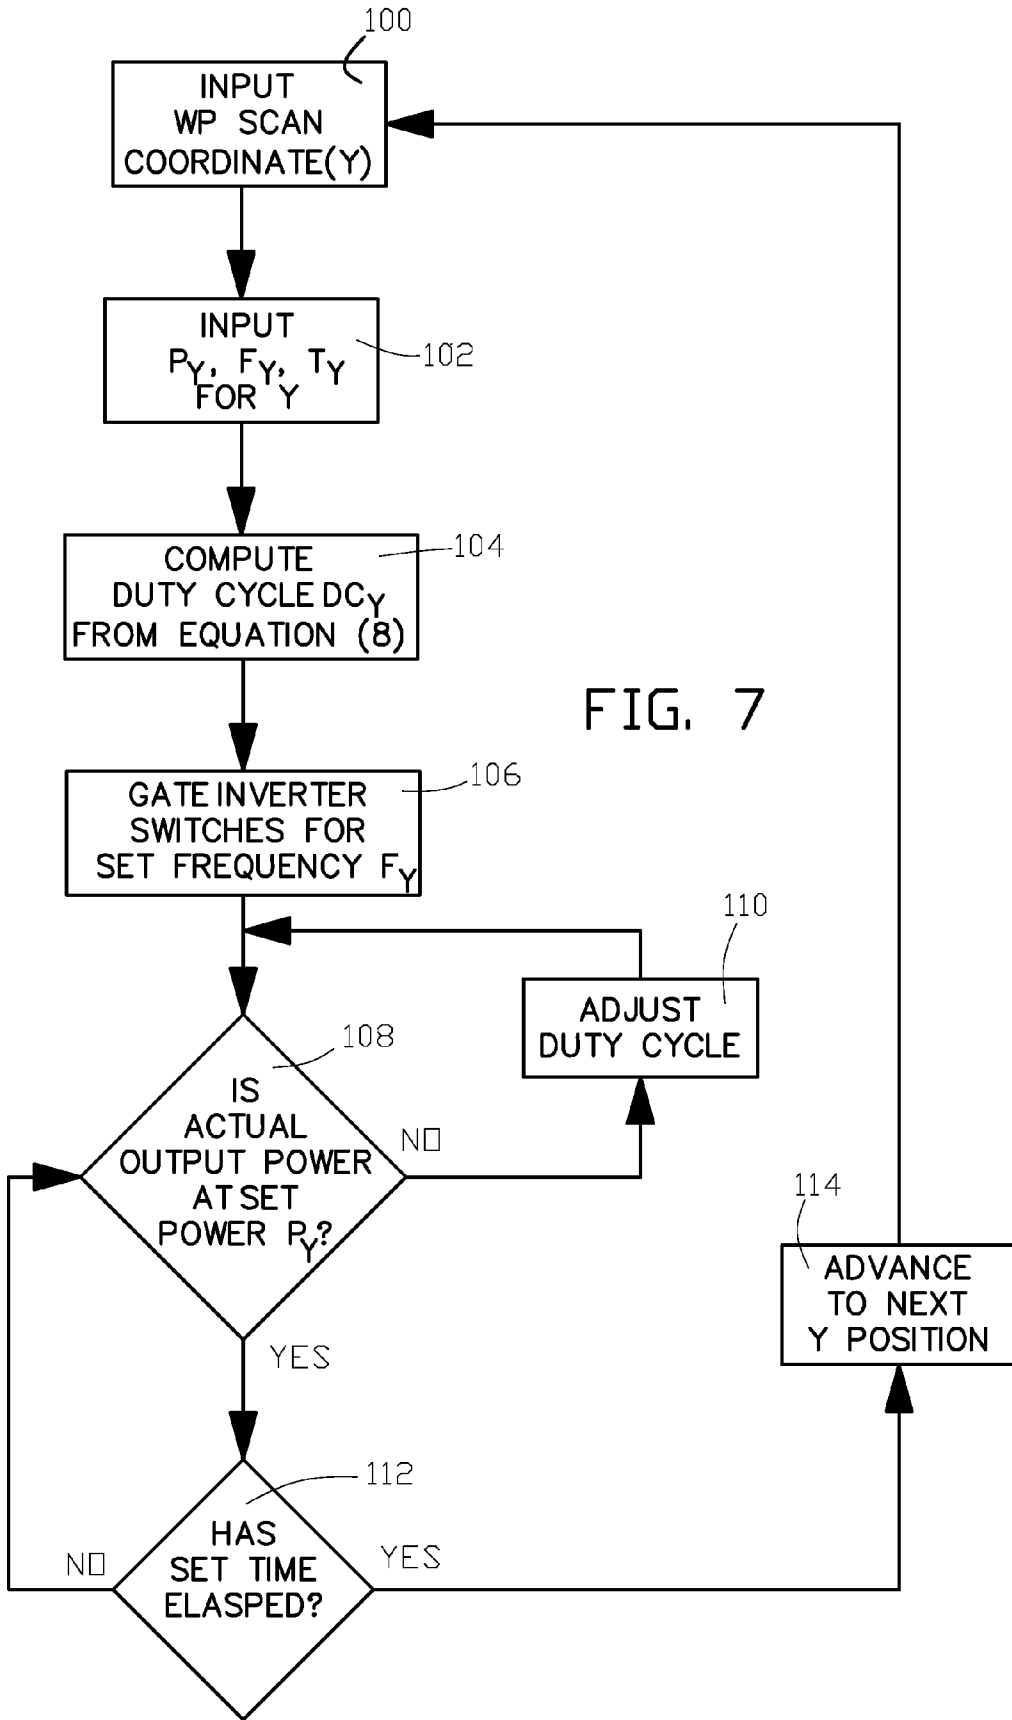 100
INPUT
WP SCAN
COORDINATE(Y)
INPUT
PY, FY, TY
FOR Y
102
COMPUTE
DUTY CYCLE DCY
FROM EQUATION (8)
104
FIG. 7
GATE INVERTER
SWITCHES FOR
SET FREQUENCY FY
106
110
ADJUST
DUTY CYCLE
108
IS
ACTUAL
OUTPUT POWER
AT SET
POWER PY?
NO
YES
114
ADVANCE
TO NEXT
Y POSITION
112
HAS
SET TIME
ELASPED?
NO
YES